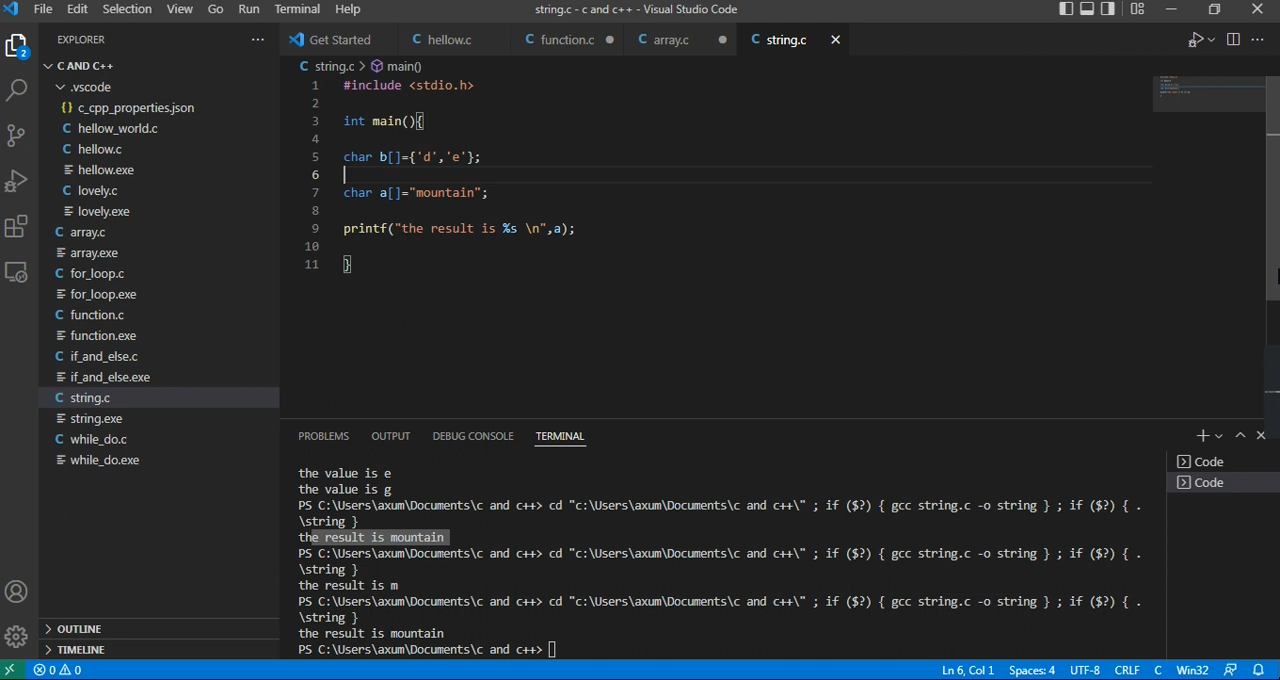 File Edit Selection View Go Run Terminal Help string.c - c and c++ - Visual Studio Code
EXPLORER
Get Started hellow.c function.c array.c string.c
C AND C++
string.c > main()
.vscode
c_cpp_properties.json
hellow_world.c
hellow.c
hellow.exe
lovely.c
lovely.exe
array.c
array.exe
for_loop.c
for_loop.exe
function.c
function.exe
if_and_else.c
if_and_else.exe
string.c
string.exe
while_do.c
while_do.exe
OUTLINE
TIMELINE
2
1 #include <stdio.h>
2
3 int main(){
4
5 char b[]={'d','e'};
6
7 char a[]="mountain";
8
9 printf("the result is %s \n",a);
10
11 }
PROBLEMS OUTPUT DEBUG CONSOLE TERMINAL
the value is e
the value is g
PS C:\Users\axum\Documents\c and c++> cd "c:\Users\axum\Documents\c and c++\" ; if ($?) { gcc string.c -o string } ; if ($?) { .
\string }
the result is mountain
PS C:\Users\axum\Documents\c and c++> cd "c:\Users\axum\Documents\c and c++\" ; if ($?) { gcc string.c -o string } ; if ($?) { .
\string }
the result is m
PS C:\Users\axum\Documents\c and c++> cd "c:\Users\axum\Documents\c and c++\" ; if ($?) { gcc string.c -o string } ; if ($?) { .
\string }
the result is mountain
PS C:\Users\axum\Documents\c and c++>
Code
Code
0 0 Ln 6, Col 1 Spaces: 4 UTF-8 CRLF C Win32